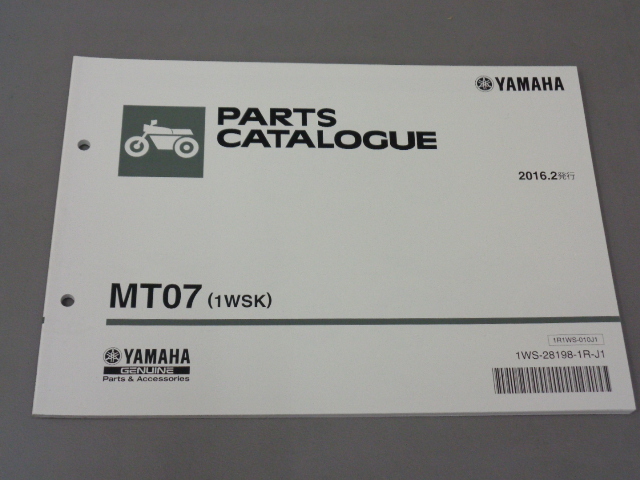 YAMAHA
PARTS
CATALOGUE
2016.2発行
MT07 (1WSK)
YAMAHA
GENUINE
Parts & Accessories
1R1WS-010J1
1WS-28198-1R-J1